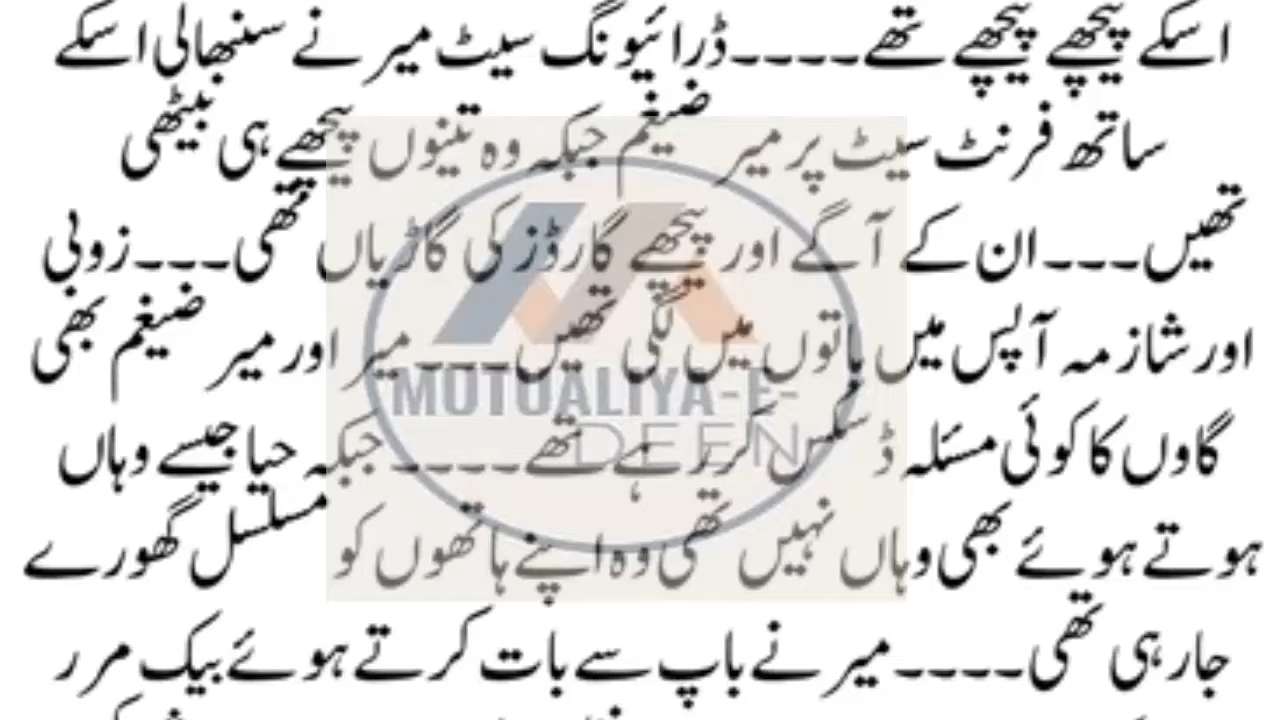 اسکے پیچھے پیچھے تھے۔۔۔۔ڈرائیونگ سیٹ میر نے سنبھالی اسکے
ساتھ فرنٹ سیٹ پر میر ضیغم جبکہ وہ تینوں پیچھے ہی بیٹھی
تھیں۔۔۔ان کے آگے اور پیچھے گارڈز کی گاڑیاں تھی۔۔۔زوبی
اور شازمہ آپس میں باتوں میں لگی تھیں۔۔۔۔میر اور میر ضیغم بھی
گاوں کا کوئی مسئلہ ڈسکس کر رہے تھے۔۔۔۔جبکہ حیا جیسے وہاں
ہوتے ہوئے بھی وہاں نہیں تھی وہ اپنے ہاتھوں کو مسلسل گھورے
جا رہی تھی۔۔۔۔میر نے باپ سے بات کرتے ہوئے بیک مرر
MOTUALIYA-E-
DEEN